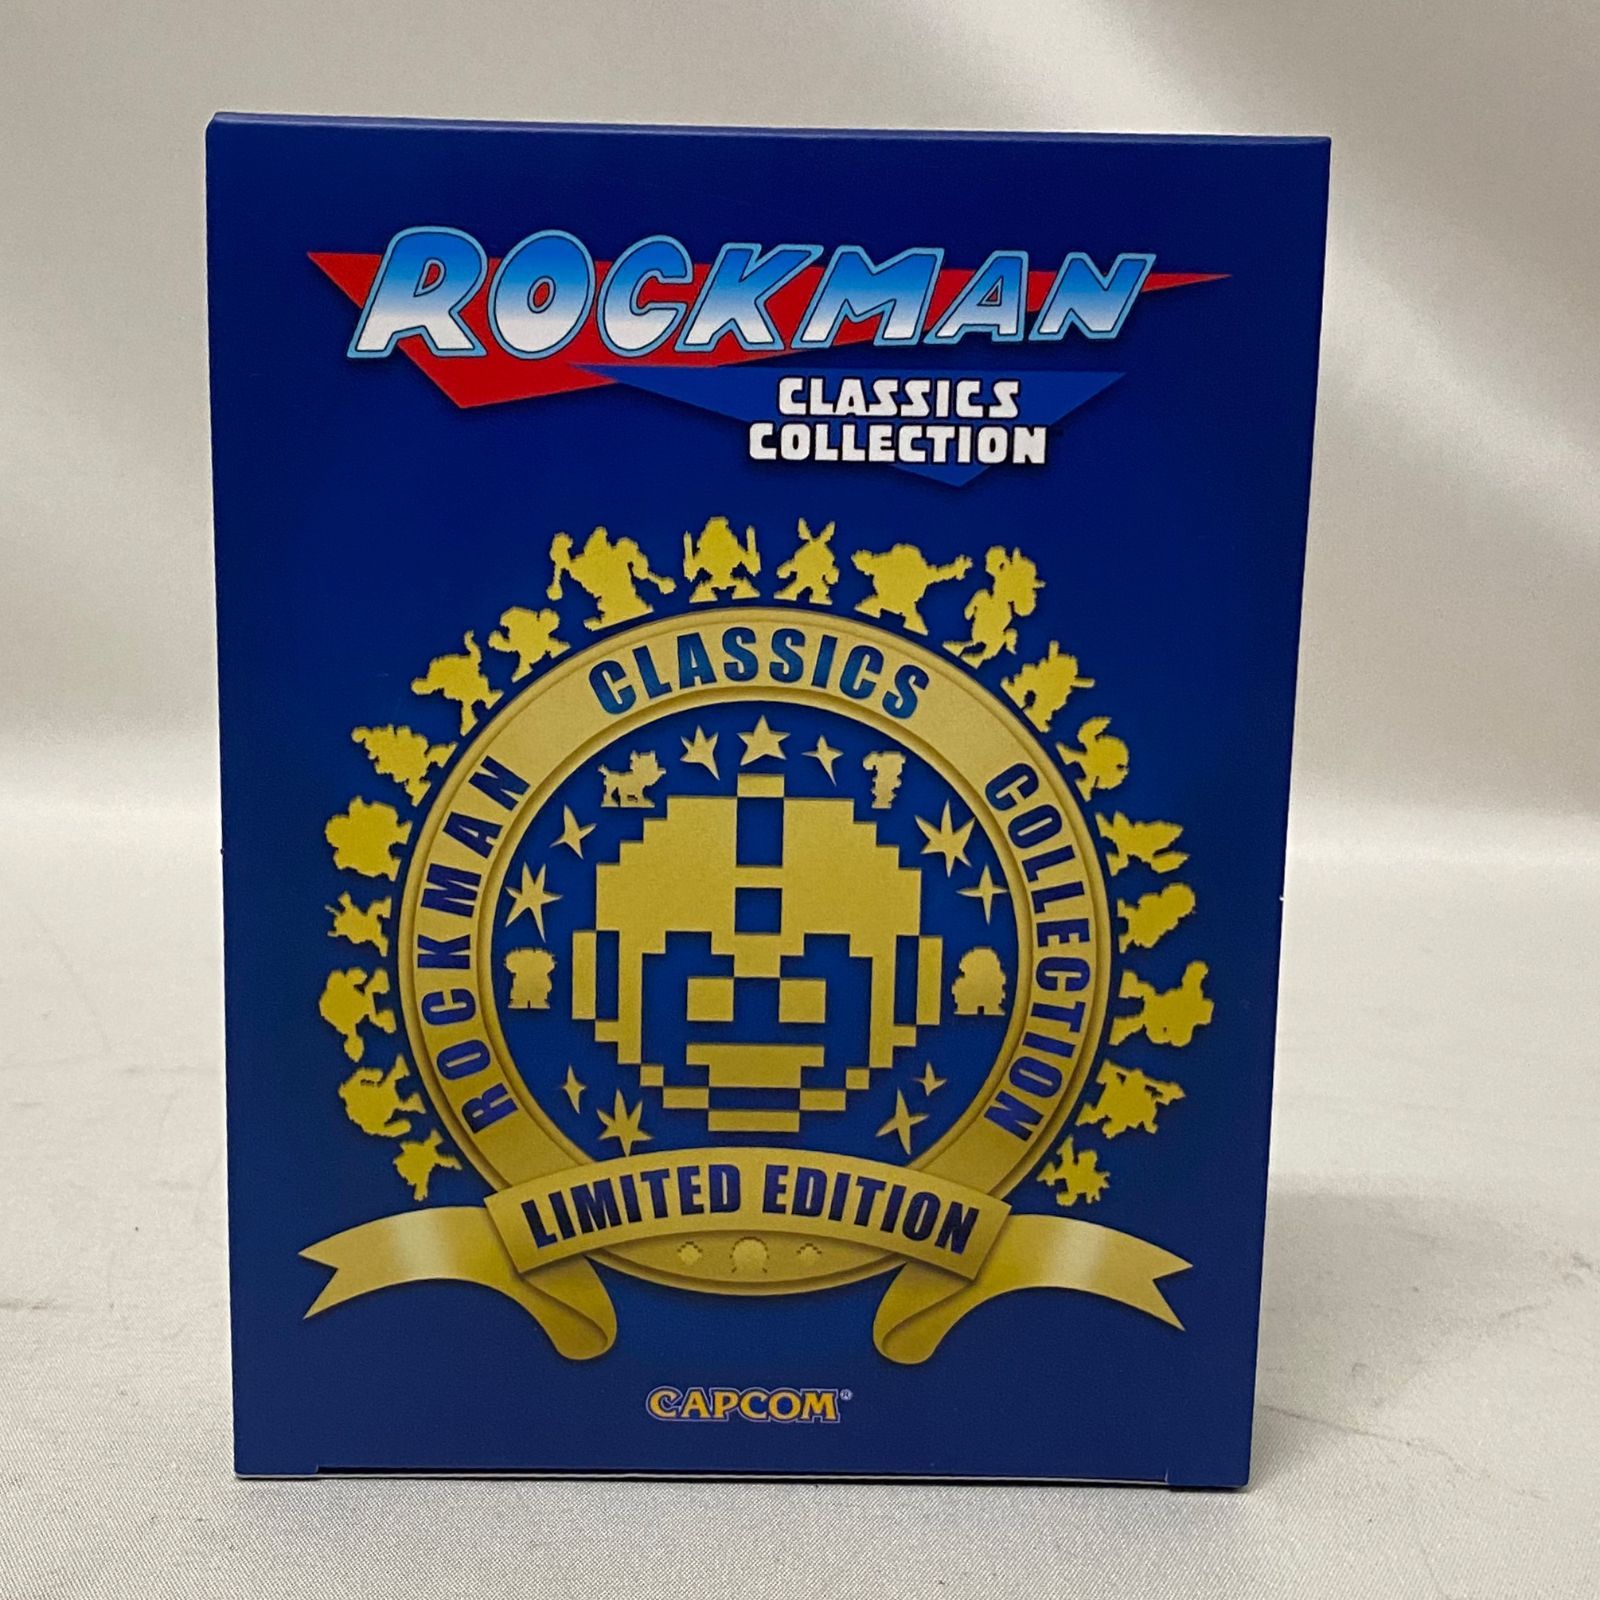 ROCKMAN
CLASSICS
COLLECTION
ROCKMAN CLASSICS COLLECTION
LIMITED EDITION
CAPCOM®